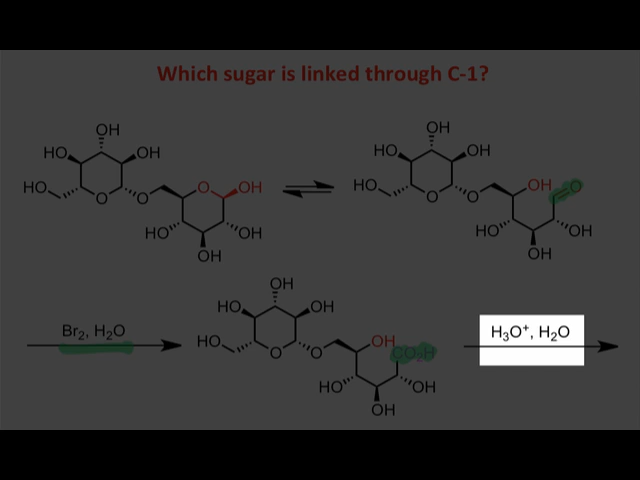 Which sugar is linked through C-1?
OH OH
HO OH HO OH
HO O O O OH HO O O OH O
HO OH HO OH
OH OH
OH
Br₂, H₂O HO OH H₃O⁺, H₂O
HO O O OH CO₂H
HO OH
OH